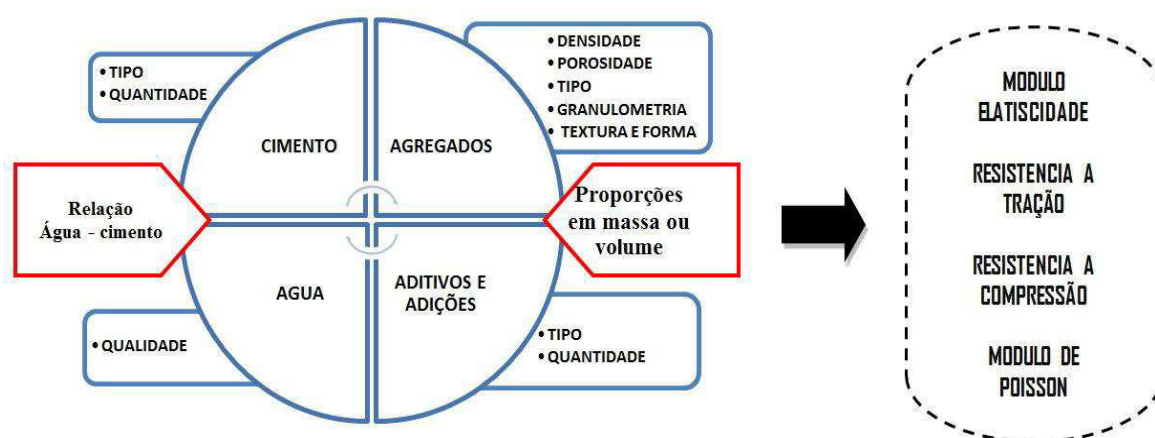 • TIPO
• QUANTIDADE
• DENSIDADE
• POROSIDADE
• TIPO
• GRANULOMETRIA
• TEXTURA E FORMA
CIMENTO
AGREGADOS
Relação
Água - cimento
Proporções
em massa ou
volume
AGUA
ADITIVOS E
ADIÇÕES
• QUALIDADE
• TIPO
• QUANTIDADE
MODULO
ELATISCIDADE
RESISTENCIA A
TRAÇÃO
RESISTENCIA A
COMPRESSÃO
MODULO DE
POISSON